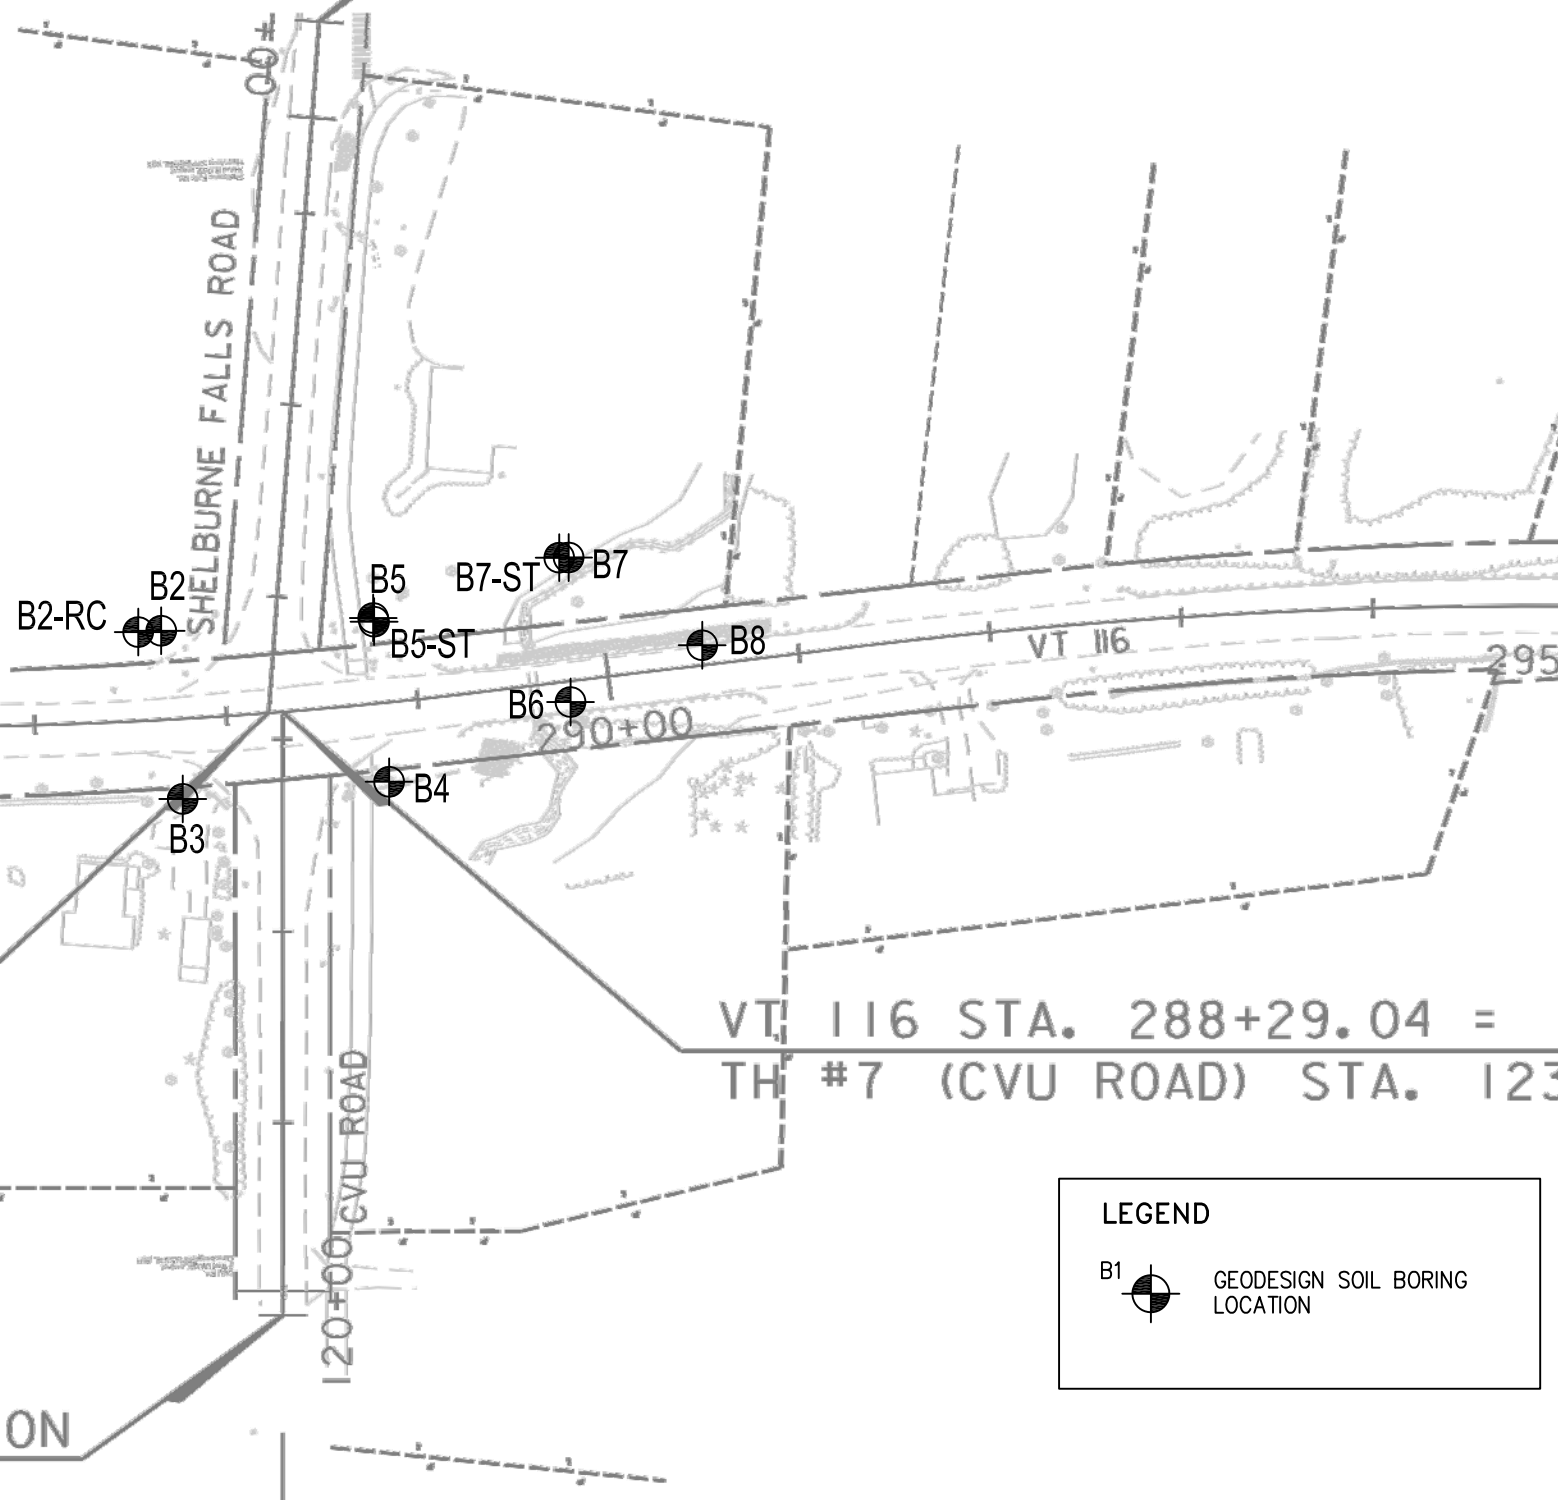 00+
SHELBURNE FALLS ROAD
B2-RC
B2
B5
B5-ST
B7-ST
B7
B8
B6
VT 116
295
290+00
B4
B3
VT 116 STA. 288+29.04 =
TH #7 (CVU ROAD) STA. 123
CVU ROAD
120+00
LEGEND
B1
GEODESIGN SOIL BORING
LOCATION
ON